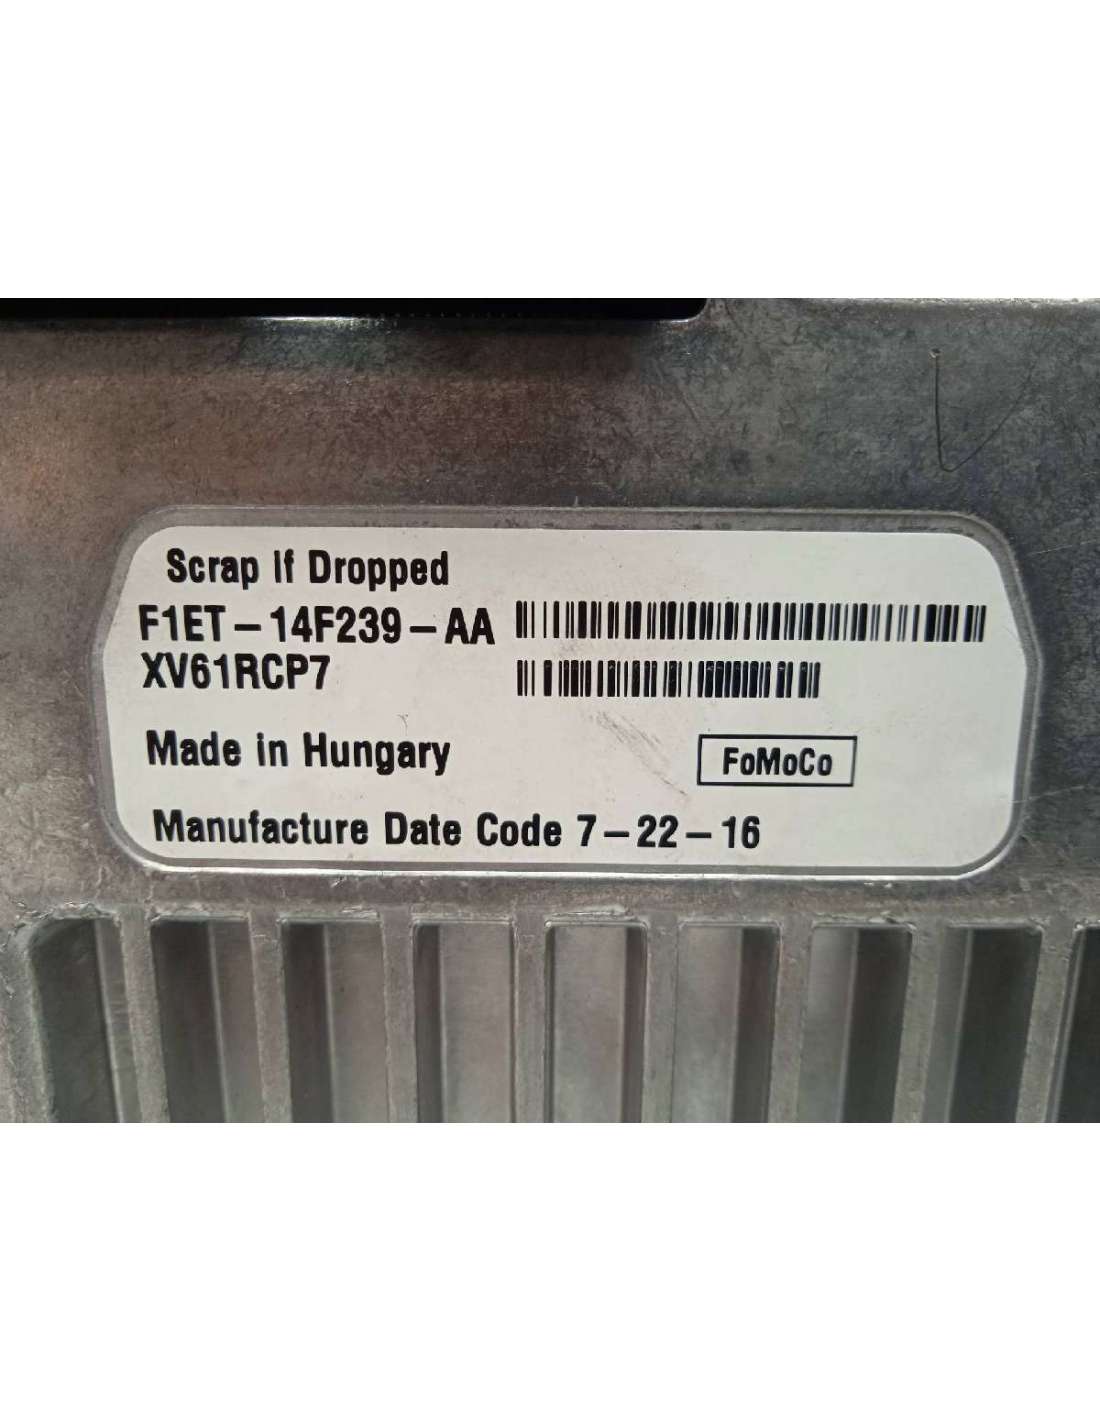 Scrap If Dropped
F1ET-14F239-AA
XV61RCP7
Made in Hungary
FoMoCo
Manufacture Date Code 7-22-16